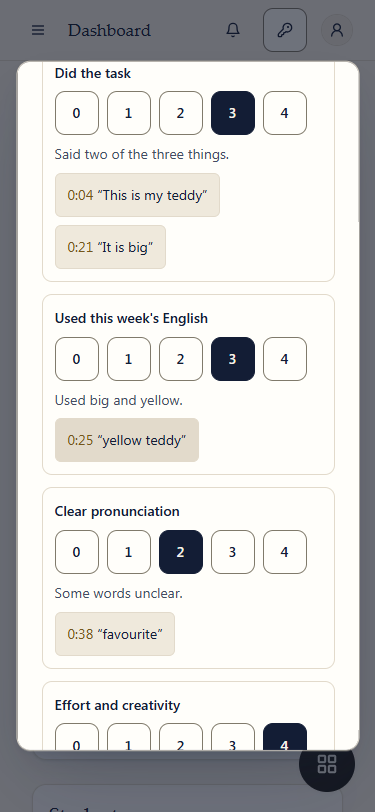 Dashboard
Did the task
0 1 2 3 4
Said two of the three things.
0:04 “This is my teddy”
0:21 “It is big”
Used this week's English
0 1 2 3 4
Used big and yellow.
0:25 “yellow teddy”
Clear pronunciation
0 1 2 3 4
Some words unclear.
0:38 “favourite”
Effort and creativity
0 1 2 3 4